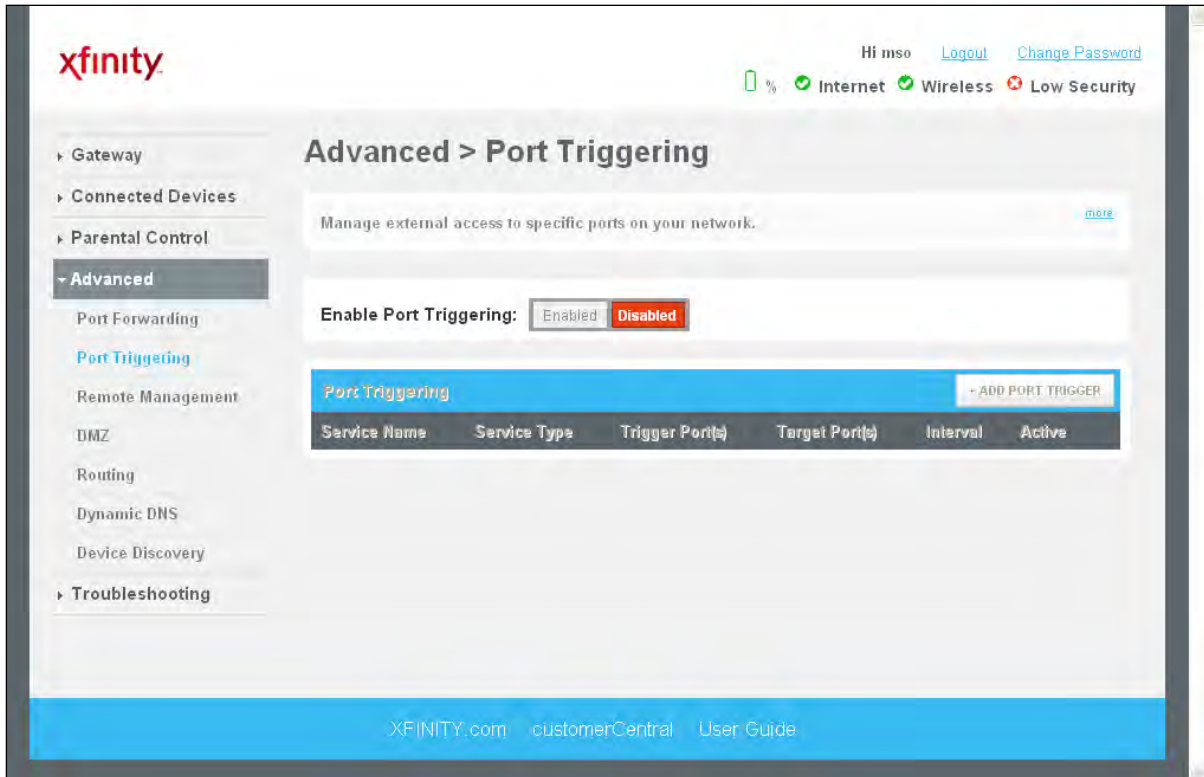 xfinity
Hi mso Logout Change Password
% Internet Wireless Low Security
Gateway
Connected Devices
Parental Control
Advanced
Port Forwarding
Port Triggering
Remote Management
DMZ
Routing
Dynamic DNS
Device Discovery
Troubleshooting
Advanced > Port Triggering
Manage external access to specific ports on your network. more
Enable Port Triggering: Enabled Disabled
Port Triggering + ADD PORT TRIGGER
Service Name Service Type Trigger Port(s) Target Port(s) Interval Active
XFINITY.com customerCentral User Guide